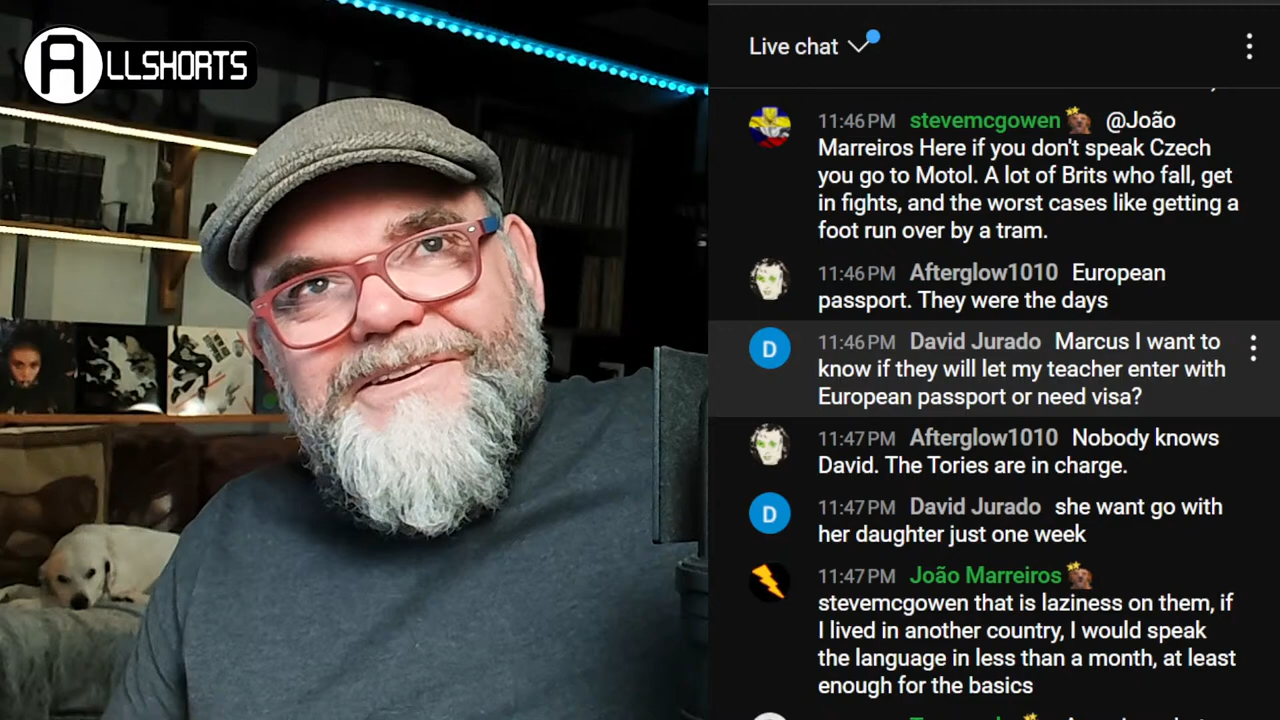 ALLSHORTS
Live chat
11:46 PM stevemcgowen @João
Marreiros Here if you don't speak Czech
you go to Motol. A lot of Brits who fall, get
in fights, and the worst cases like getting a
foot run over by a tram.
11:46 PM Afterglow1010 European
passport. They were the days
D 11:46 PM David Jurado Marcus I want to
know if they will let my teacher enter with
European passport or need visa?
11:47 PM Afterglow1010 Nobody knows
David. The Tories are in charge.
D 11:47 PM David Jurado she want go with
her daughter just one week
11:47 PM João Marreiros
stevemcgowen that is laziness on them, if
I lived in another country, I would speak
the language in less than a month, at least
enough for the basics